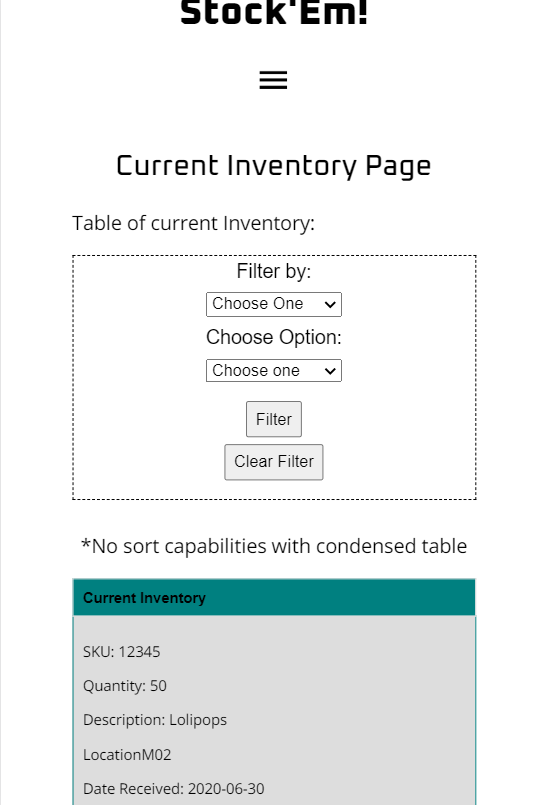 Stock'Em!
Current Inventory Page
Table of current Inventory:
Filter by:
Choose One
Choose Option:
Choose one
Filter
Clear Filter
*No sort capabilities with condensed table
Current Inventory
SKU: 12345
Quantity: 50
Description: Lolipops
LocationM02
Date Received: 2020-06-30